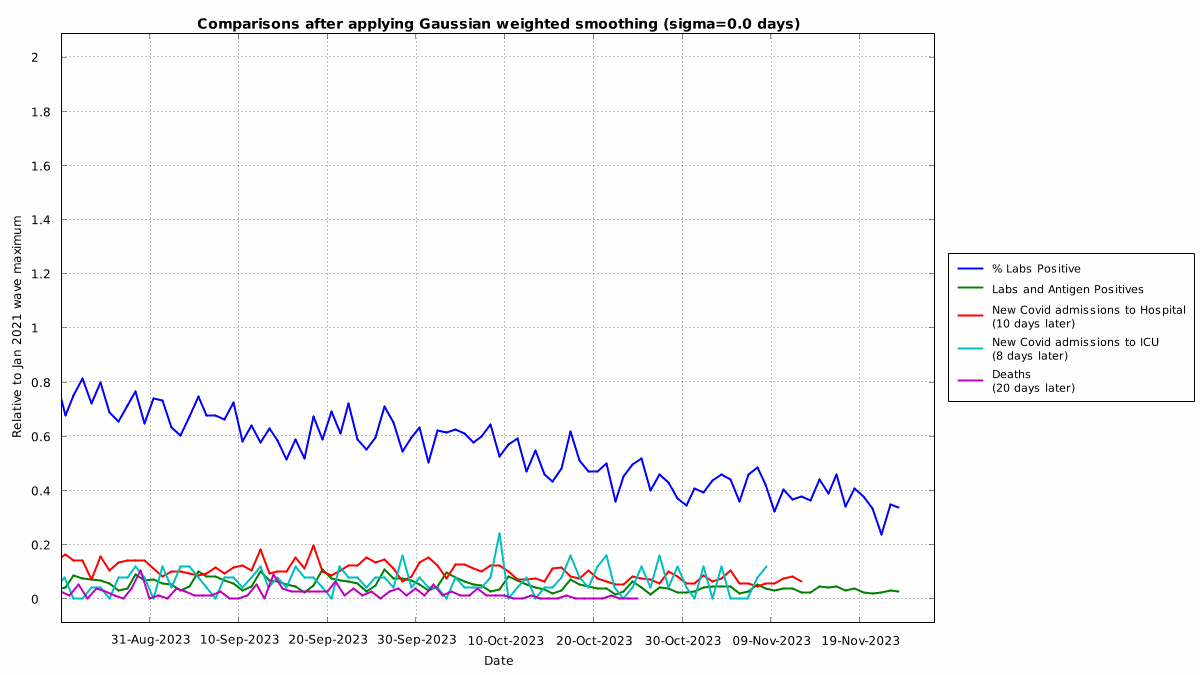 Comparisons after applying Gaussian weighted smoothing (sigma=0.0 days)
Relative to Jan 2021 wave maximum
2
1.8
1.6
1.4
1.2
1
0.8
0.6
0.4
0.2
0
31-Aug-2023 10-Sep-2023 20-Sep-2023 30-Sep-2023 10-Oct-2023 20-Oct-2023 30-Oct-2023 09-Nov-2023 19-Nov-2023
Date
% Labs Positive
Labs and Antigen Positives
New Covid admissions to Hospital
(10 days later)
New Covid admissions to ICU
(8 days later)
Deaths
(20 days later)